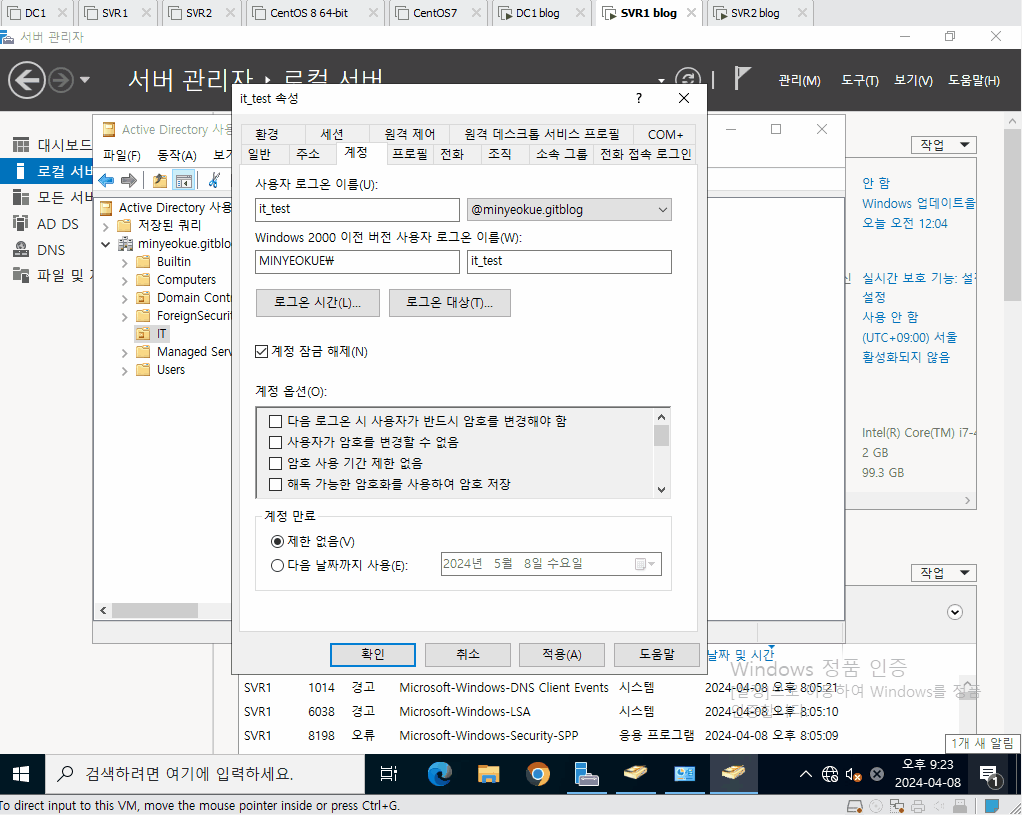 DC1 SVR1 SVR2 CentOS 8 64-bit CentOS7 DC1 blog SVR1 blog SVR2 blog
서버 관리자
서버 관리자 · 로컬 서버
관리(M) 도구(T) 보기(V) 도움말(H)
대시보드
로컬 서버
모든 서버
AD DS
DNS
파일 및
Active Directory 사용
파일(F) 동작(A) 보기
Active Directory 사용
저장된 쿼리
minyeokue.gitblo
Builtin
Computers
Domain Cont
ForeignSecurit
IT
Managed Serv
Users
it_test 속성
환경 세션 원격 제어 원격 데스크톱 서비스 프로필 COM+
일반 주소 계정 프로필 전화 조직 소속 그룹 전화 접속 로그인
사용자 로그온 이름(U):
it_test @minyeokue.gitblog
Windows 2000 이전 버전 사용자 로그온 이름(W):
MINYEOKUE\ it_test
로그온 시간(L)... 로그온 대상(T)...
계정 잠금 해제(N)
계정 옵션(O):
다음 로그온 시 사용자가 반드시 암호를 변경해야 함
사용자가 암호를 변경할 수 없음
암호 사용 기간 제한 없음
해독 가능한 암호화를 사용하여 암호 저장
계정 만료
제한 없음(V)
다음 날짜까지 사용(E): 2024년 5월 8일 수요일
확인 취소 적용(A) 도움말
작업
안 함
Windows 업데이트을
오늘 오전 12:04
실시간 보호 기능: 설정
설정
사용 안 함
(UTC+09:00) 서울
활성화되지 않음
Intel(R) Core(TM) i7-4
2 GB
99.3 GB
작업
날짜 및 시간
SVR1 1014 경고 Microsoft-Windows-DNS Client Events 시스템 2024-04-08 오후 8:05:21
SVR1 6038 경고 Microsoft-Windows-LSA 시스템 2024-04-08 오후 8:05:10
SVR1 8198 오류 Microsoft-Windows-Security-SPP 응용 프로그램 2024-04-08 오후 8:05:09
Windows 정품 인증
[설정]으로 이동하여 Windows를 정품
인증합니다.
1개 새 알림
검색하려면 여기에 입력하세요.
오후 9:23
2024-04-08
1
To direct input to this VM, move the mouse pointer inside or press Ctrl+G.